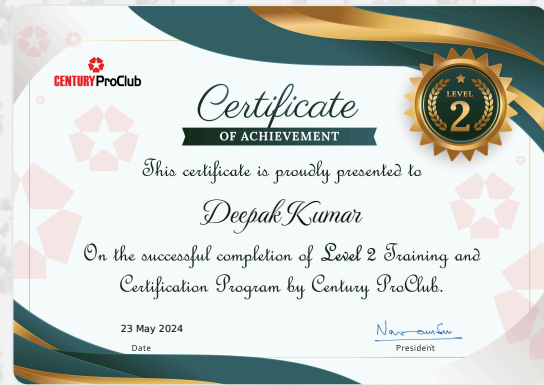 CENTURY ProClub
Certificate
OF ACHIEVEMENT
LEVEL
2
This certificate is proudly presented to
Deepak Kumar
On the successful completion of Level 2 Training and
Certification Program by Century ProClub.
23 May 2024
Date
President